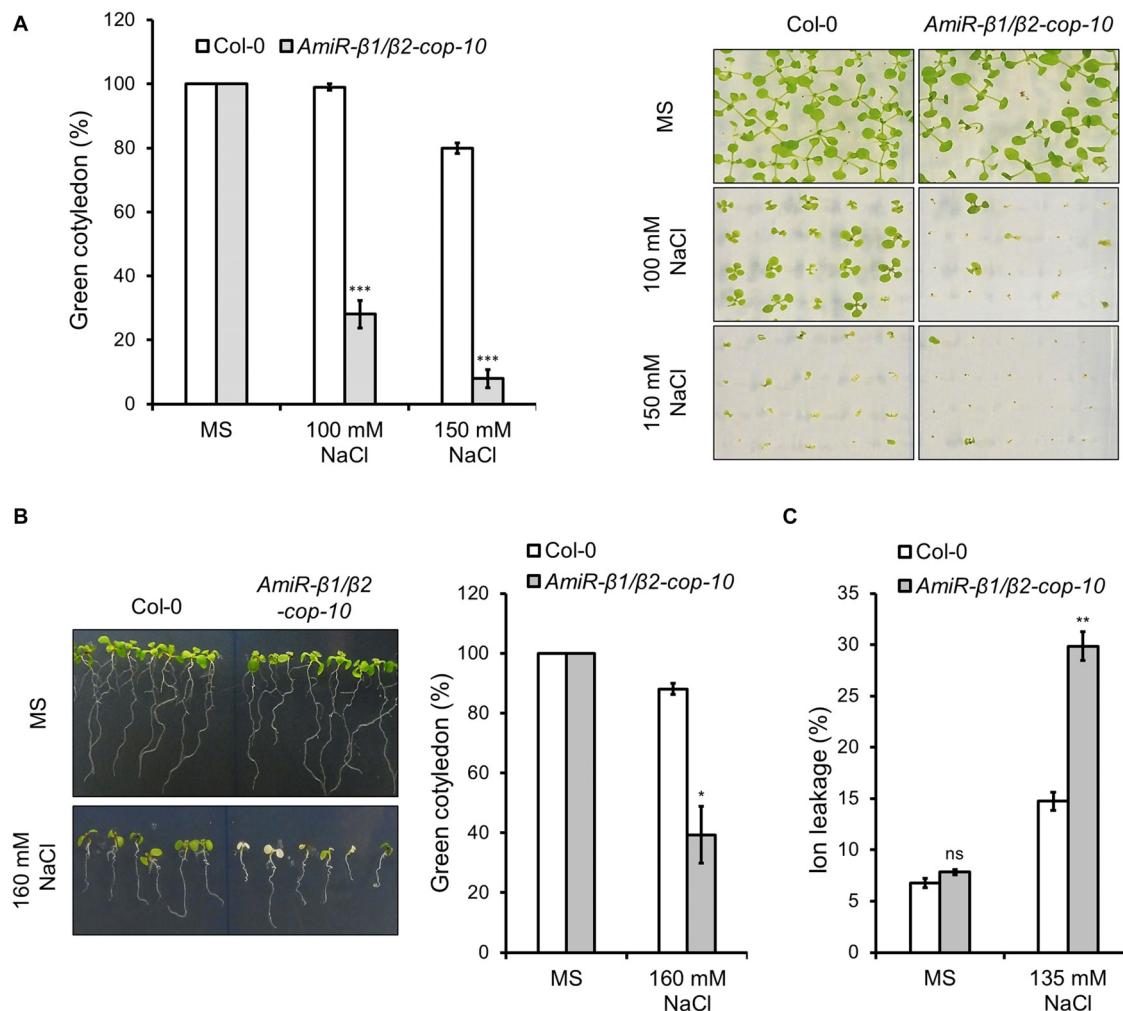 A
Col-0 AmiR-β1/β2-cop-10
Green cotyledon (%)
120
100
80
60
40
20
0
MS
100 mM
NaCl
150 mM
NaCl
***
***
Col-0 AmiR-β1/β2-cop-10
MS
100 mM
NaCl
150 mM
NaCl
B
Col-0
AmiR-β1/β2
-cop-10
MS
160 mM
NaCl
Col-0
AmiR-β1/β2-cop-10
Green cotyledon (%)
120
100
80
60
40
20
0
*
MS
160 mM
NaCl
C
Col-0
AmiR-β1/β2-cop-10
Ion leakage (%)
35
30
25
20
15
10
5
0
ns
**
MS
135 mM
NaCl